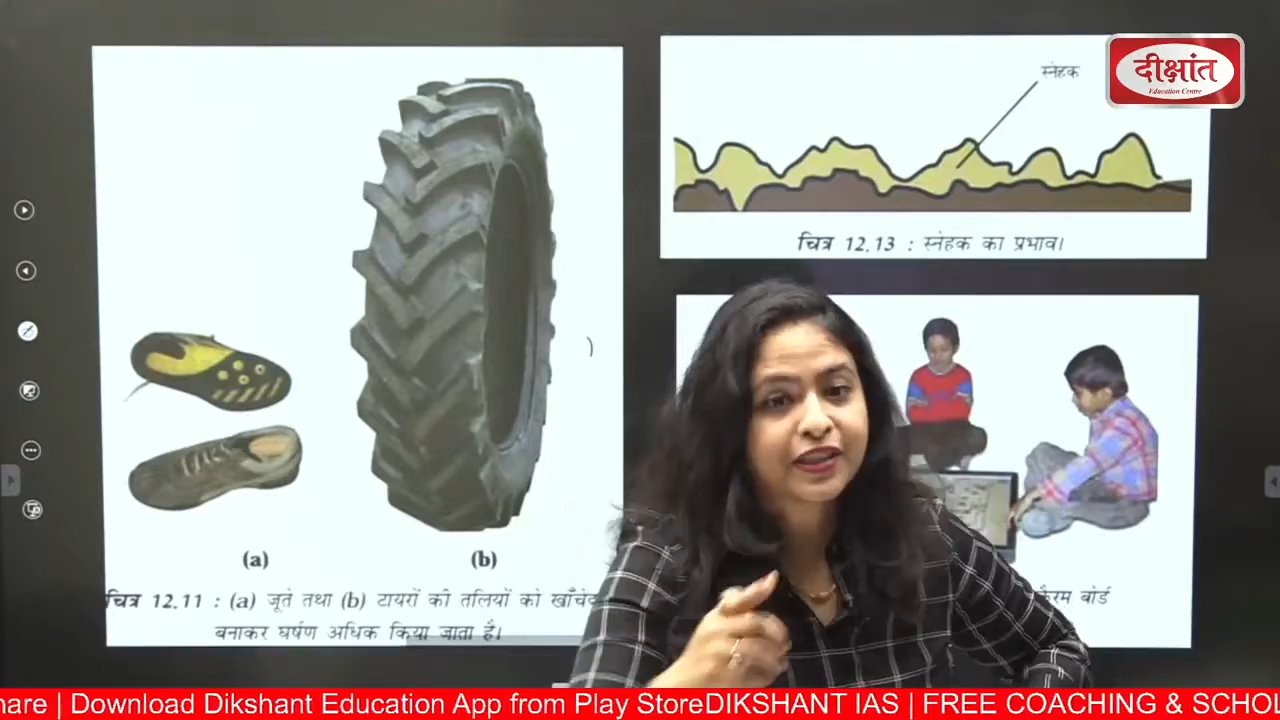 दीक्षांत
Education Centre
स्नेहक
चित्र 12.13 : स्नेहक का प्रभाव।
(a)
(b)
चित्र 12.11 : (a) जूते तथा (b) टायरों की तलियों को
बनाकर घर्षण अधिक किया जाता है।
कैरम बोर्ड
hare | Download Dikshant Education App from Play StoreDIKSHANT IAS | FREE COACHING & SCHOL